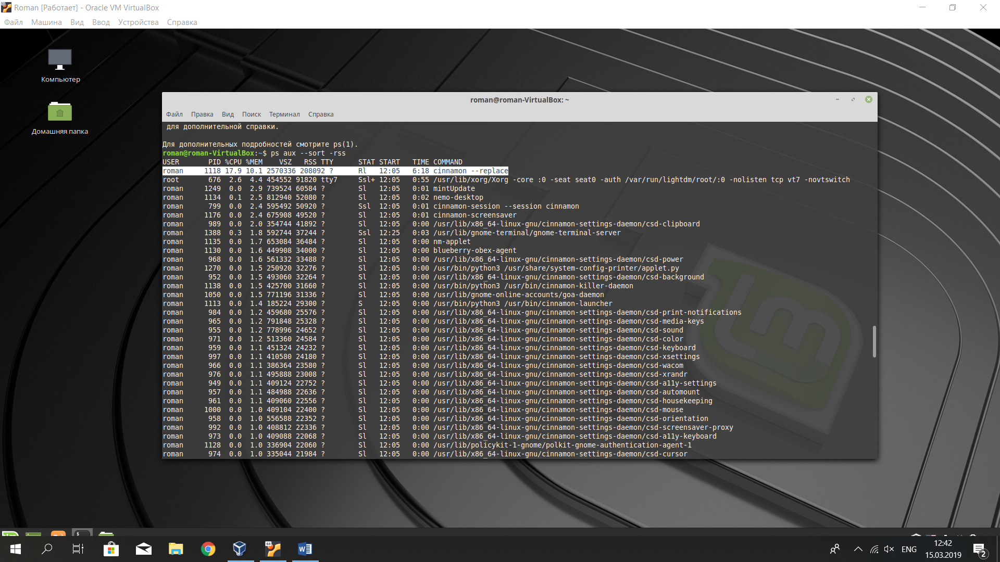 Roman [Работает] - Oracle VM VirtualBox
Файл Машина Вид Ввод Устройства Справка
Компьютер
Домашняя папка
roman@roman-VirtualBox: ~
Файл Правка Вид Поиск Терминал Справка
для дополнительной справки.
Для дополнительных подробностей смотрите ps(1).
roman@roman-VirtualBox:~$ ps aux --sort -rss
USER PID %CPU %MEM VSZ RSS TTY STAT START TIME COMMAND
roman 1118 17.9 10.1 2570336 208092 ? Rl 12:05 6:18 cinnamon --replace
root 676 2.6 4.4 454552 91820 tty7 Ssl+ 12:05 0:55 /usr/lib/xorg/Xorg -core :0 -seat seat0 -auth /var/run/lightdm/root/:0 -nolisten tcp vt7 -novtswitch
roman 1249 0.0 2.9 739524 60584 ? Sl 12:05 0:01 mintUpdate
roman 1134 0.1 2.5 812940 52080 ? Sl 12:05 0:02 nemo-desktop
roman 799 0.0 2.4 595492 50920 ? Ssl 12:05 0:01 cinnamon-session --session cinnamon
roman 1176 0.0 2.4 675908 49520 ? Sl 12:05 0:01 cinnamon-screensaver
roman 989 0.0 2.0 354744 41892 ? Sl 12:05 0:00 /usr/lib/x86_64-linux-gnu/cinnamon-settings-daemon/csd-clipboard
roman 1388 0.3 1.8 592744 37244 ? Ssl 12:25 0:03 /usr/lib/gnome-terminal/gnome-terminal-server
roman 1135 0.0 1.7 653084 36484 ? Sl 12:05 0:00 nm-applet
roman 1130 0.0 1.6 449908 34000 ? Sl 12:05 0:00 blueberry-obex-agent
roman 968 0.0 1.6 561332 33488 ? Sl 12:05 0:00 /usr/lib/x86_64-linux-gnu/cinnamon-settings-daemon/csd-power
roman 1270 0.0 1.5 250920 32276 ? Sl 12:05 0:00 /usr/bin/python3 /usr/share/system-config-printer/applet.py
roman 952 0.0 1.5 493060 32264 ? Sl 12:05 0:00 /usr/lib/x86_64-linux-gnu/cinnamon-settings-daemon/csd-background
roman 1138 0.0 1.5 425700 31660 ? Sl 12:05 0:00 /usr/bin/python3 /usr/bin/cinnamon-killer-daemon
roman 1050 0.0 1.5 771196 31336 ? Sl 12:05 0:00 /usr/lib/gnome-online-accounts/goa-daemon
roman 1113 0.0 1.4 185224 29300 ? S 12:05 0:00 /usr/bin/python3 /usr/bin/cinnamon-launcher
roman 984 0.0 1.2 459680 25576 ? Sl 12:05 0:00 /usr/lib/x86_64-linux-gnu/cinnamon-settings-daemon/csd-print-notifications
roman 965 0.0 1.2 791848 25328 ? Sl 12:05 0:00 /usr/lib/x86_64-linux-gnu/cinnamon-settings-daemon/csd-media-keys
roman 955 0.0 1.2 778996 24652 ? Sl 12:05 0:00 /usr/lib/x86_64-linux-gnu/cinnamon-settings-daemon/csd-sound
roman 971 0.0 1.2 513360 24584 ? Sl 12:05 0:00 /usr/lib/x86_64-linux-gnu/cinnamon-settings-daemon/csd-color
roman 959 0.0 1.1 451324 24232 ? Sl 12:05 0:00 /usr/lib/x86_64-linux-gnu/cinnamon-settings-daemon/csd-keyboard
roman 997 0.0 1.1 410580 24180 ? Sl 12:05 0:00 /usr/lib/x86_64-linux-gnu/cinnamon-settings-daemon/csd-xsettings
roman 966 0.0 1.1 386364 23580 ? Sl 12:05 0:00 /usr/lib/x86_64-linux-gnu/cinnamon-settings-daemon/csd-wacom
roman 976 0.0 1.1 495888 23008 ? Sl 12:05 0:00 /usr/lib/x86_64-linux-gnu/cinnamon-settings-daemon/csd-xrandr
roman 949 0.0 1.1 409124 22752 ? Sl 12:05 0:00 /usr/lib/x86_64-linux-gnu/cinnamon-settings-daemon/csd-a11y-settings
roman 957 0.0 1.1 484988 22636 ? Sl 12:05 0:00 /usr/lib/x86_64-linux-gnu/cinnamon-settings-daemon/csd-automount
roman 961 0.0 1.1 409060 22556 ? Sl 12:05 0:00 /usr/lib/x86_64-linux-gnu/cinnamon-settings-daemon/csd-housekeeping
roman 1000 0.0 1.0 409104 22400 ? Sl 12:05 0:00 /usr/lib/x86_64-linux-gnu/cinnamon-settings-daemon/csd-mouse
roman 958 0.0 1.0 556588 22352 ? Sl 12:05 0:00 /usr/lib/x86_64-linux-gnu/cinnamon-settings-daemon/csd-orientation
roman 992 0.0 1.0 408812 22336 ? Sl 12:05 0:00 /usr/lib/x86_64-linux-gnu/cinnamon-settings-daemon/csd-screensaver-proxy
roman 973 0.0 1.0 409088 22068 ? Sl 12:05 0:00 /usr/lib/x86_64-linux-gnu/cinnamon-settings-daemon/csd-a11y-keyboard
roman 1128 0.0 1.0 336904 22060 ? Sl 12:05 0:00 /usr/lib/policykit-1-gnome/polkit-gnome-authentication-agent-1
roman 974 0.0 1.0 335044 21984 ? Sl 12:05 0:00 /usr/lib/x86_64-linux-gnu/cinnamon-settings-daemon/csd-cursor
64
W
ENG
12:42
15.03.2019
2